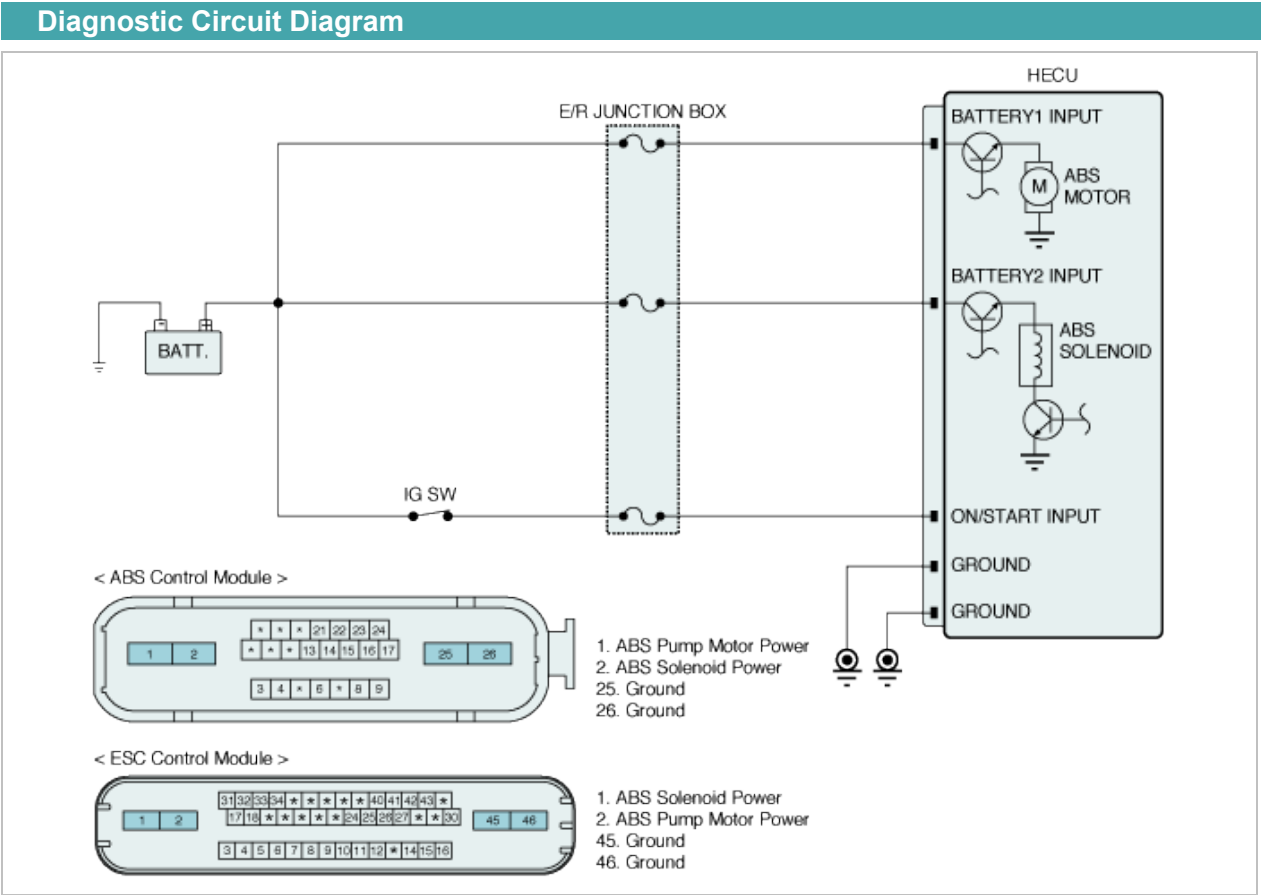 Diagnostic Circuit Diagram
HECU
E/R JUNCTION BOX
BATTERY1 INPUT
M
ABS
MOTOR
BATTERY2 INPUT
- +
BATT.
ABS
SOLENOID
IG SW
ON/START INPUT
GROUND
GROUND
< ABS Control Module >
* * * 21 22 23 24
1 2
* * * 13 14 15 16 17
25 26
3 4 * 6 * 8 9
1. ABS Pump Motor Power
2. ABS Solenoid Power
25. Ground
26. Ground
< ESC Control Module >
31 32 33 34 * * * * * 40 41 42 43 *
1 2
17 18 * * * * * 24 25 26 27 * * 30
45 46
3 4 5 6 7 8 9 10 11 12 * 14 15 16
1. ABS Solenoid Power
2. ABS Pump Motor Power
45. Ground
46. Ground